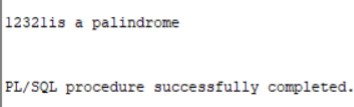 12321is a palindrome
PL/SQL procedure successfully completed.